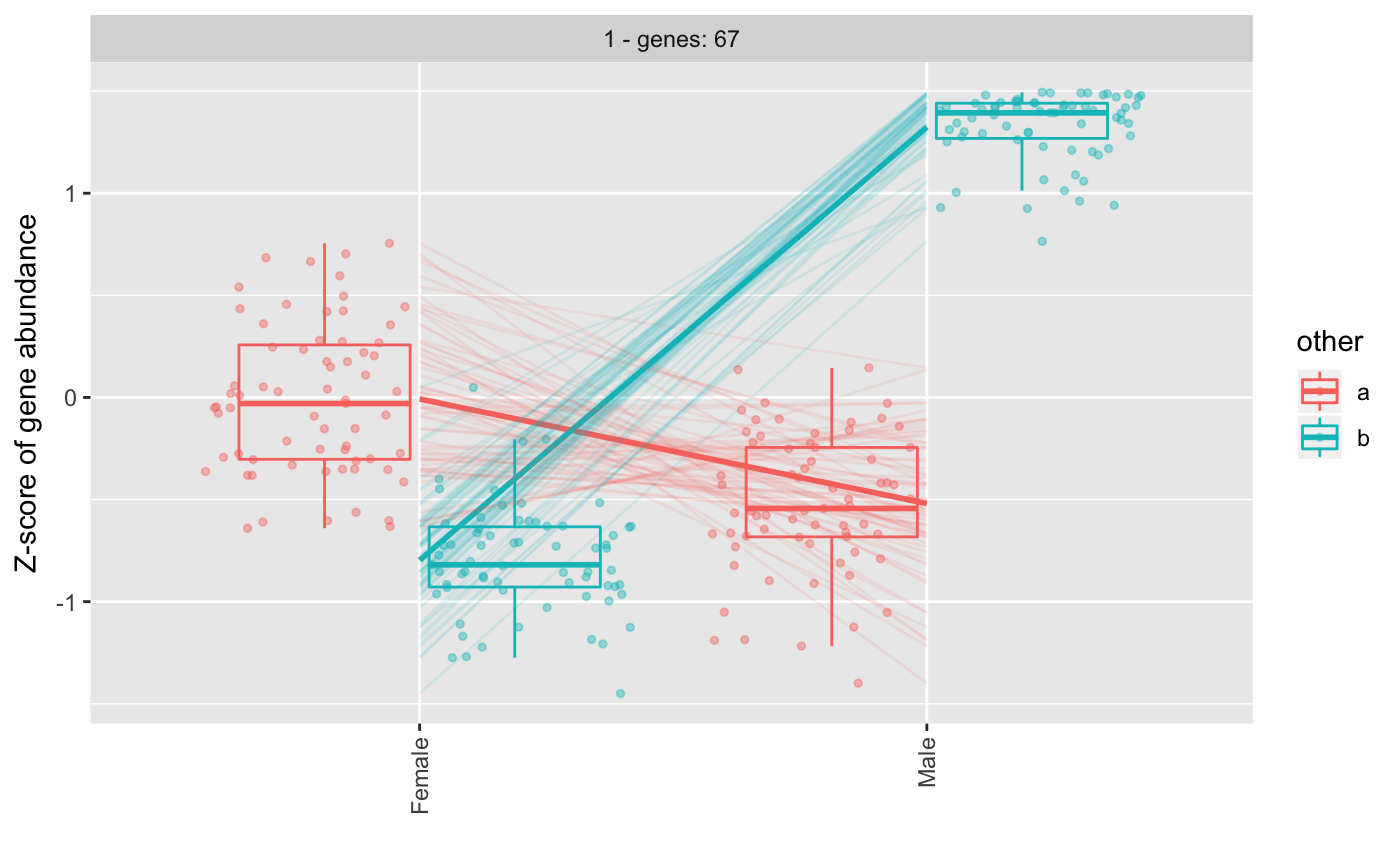 1 - genes: 67
Z-score of gene abundance
1
0
-1
Female
Male
other
a
b